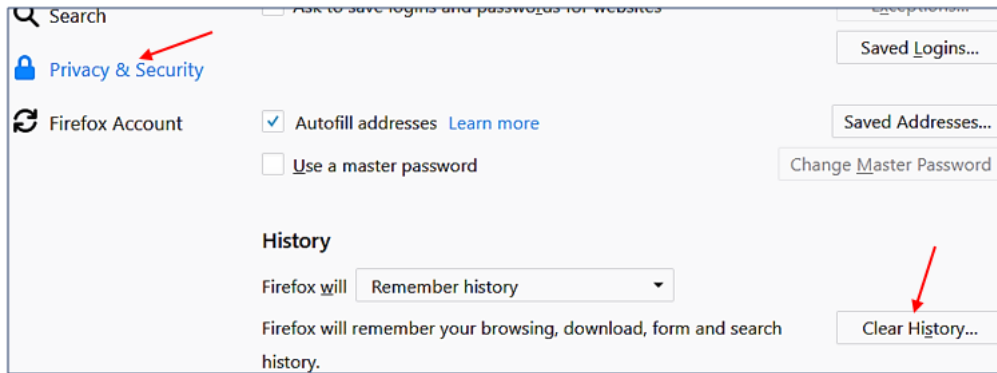 Search
Ask to save logins and passwords for websites
Exceptions...
Saved Logins...
Privacy & Security
Firefox Account
Autofill addresses Learn more
Saved Addresses...
Use a master password
Change Master Password
History
Firefox will Remember history
Firefox will remember your browsing, download, form and search
history.
Clear History...